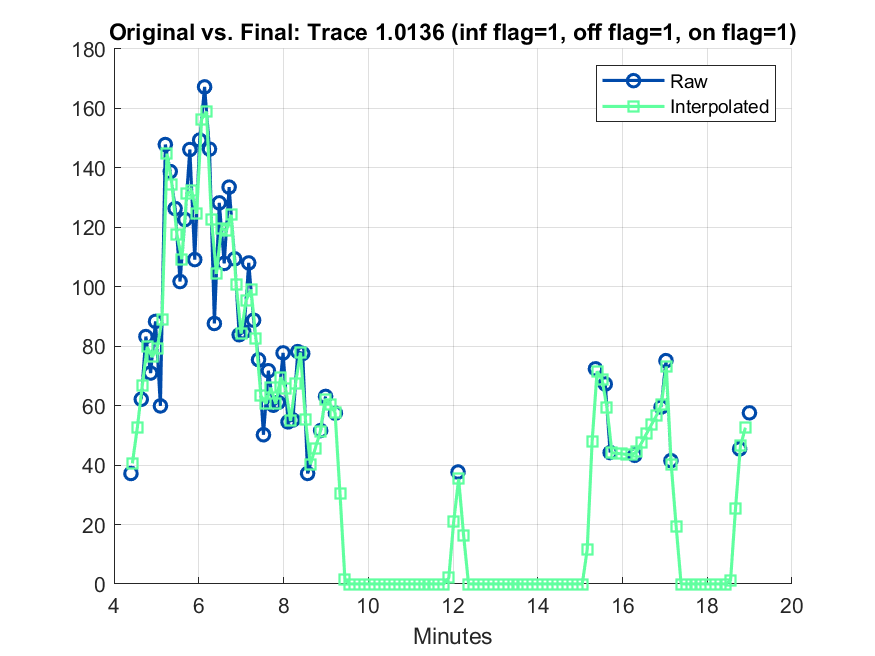 Original vs. Final: Trace 1.0136 (inf flag=1, off flag=1, on flag=1)
180
160
140
120
100
80
60
40
20
0
Raw
Interpolated
4 6 8 10 12 14 16 18 20
Minutes